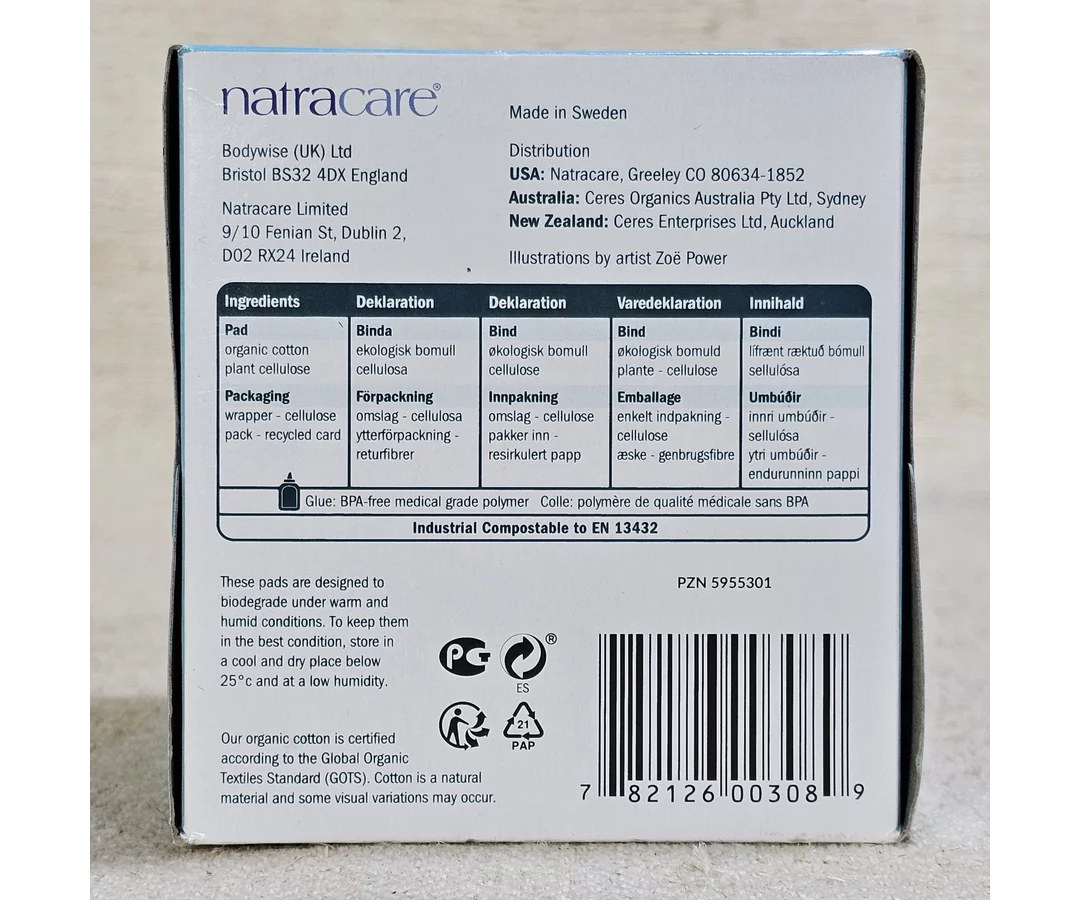 natracare®
Bodywise (UK) Ltd
Bristol BS32 4DX England
Natracare Limited
9/10 Fenian St, Dublin 2,
D02 RX24 Ireland
Made in Sweden
Distribution
USA: Natracare, Greeley CO 80634-1852
Australia: Ceres Organics Australia Pty Ltd, Sydney
New Zealand: Ceres Enterprises Ltd, Auckland
Illustrations by artist Zoë Power
Ingredients
Pad
organic cotton
plant cellulose
Packaging
wrapper - cellulose
pack - recycled card
Deklaration
Binda
ekologisk bomull
cellulosa
Förpackning
omslag - cellulosa
ytterförpackning -
returfibrer
Deklaration
Bind
økologisk bomull
cellulose
Innpakning
omslag - cellulose
pakker inn -
resirkulert papp
Varedeklaration
Bind
økologisk bomuld
plante - cellulose
Emballage
enkelt indpakning -
cellulose
æske - genbrugsfibre
Innihald
Bindi
lífrænt ræktuð bómull
sellulósa
Umbúðir
innri umbúðir -
sellulósa
ytri umbúðir -
endurunninn pappi
Glue: BPA-free medical grade polymer Colle: polymère de qualité médicale sans BPA
Industrial Compostable to EN 13432
These pads are designed to
biodegrade under warm and
humid conditions. To keep them
in the best condition, store in
a cool and dry place below
25°c and at a low humidity.
Our organic cotton is certified
according to the Global Organic
Textiles Standard (GOTS). Cotton is a natural
material and some visual variations may occur.
PG
®
ES
21
PAP
PZN 5955301
7 82126 00308 9